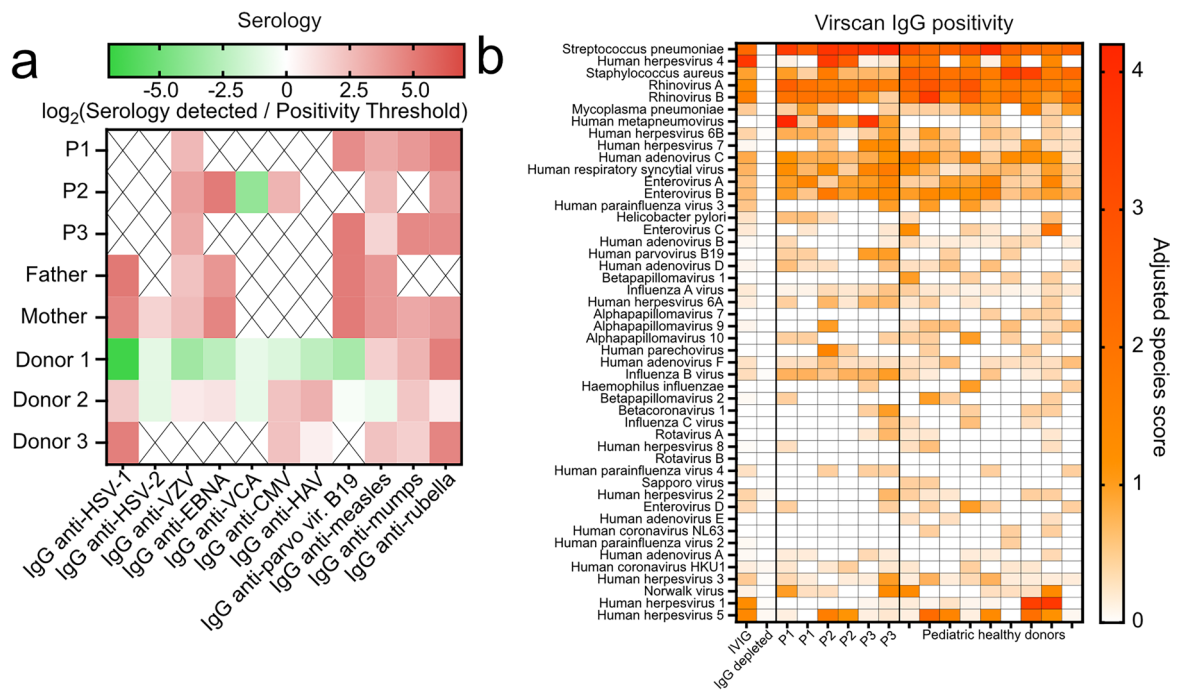 a
Serology
-5.0
-2.5
0
2.5
5.0
log2(Serology detected / Positivity Threshold)
P1
P2
P3
Father
Mother
Donor 1
Donor 2
Donor 3
IgG anti-HSV-1
IgG anti-HSV-2
IgG anti-VZV
IgG anti-EBNA
IgG anti-VCA
IgG anti-CMV
IgG anti-HAV
IgG anti-parvo vir. B19
IgG anti-measles
IgG anti-mumps
IgG anti-rubella
b
Virscan IgG positivity
Streptococcus pneumoniae
Human herpesvirus 4
Staphylococcus aureus
Rhinovirus A
Rhinovirus B
Mycoplasma pneumoniae
Human metapneumovirus
Human herpesvirus 6B
Human herpesvirus 7
Human adenovirus C
Human respiratory syncytial virus
Enterovirus A
Enterovirus B
Human parainfluenza virus 3
Helicobacter pylori
Enterovirus C
Human adenovirus B
Human parvovirus B19
Human adenovirus D
Betapapillomavirus 1
Influenza A virus
Human herpesvirus 6A
Alphapapillomavirus 7
Alphapapillomavirus 9
Alphapapillomavirus 10
Human parechovirus
Human adenovirus F
Influenza B virus
Haemophilus influenzae
Betapapillomavirus 2
Betacoronavirus 1
Influenza C virus
Rotavirus A
Human herpesvirus 8
Rotavirus B
Human parainfluenza virus 4
Sapporo virus
Human herpesvirus 2
Enterovirus D
Human adenovirus E
Human coronavirus NL63
Human parainfluenza virus 2
Human adenovirus A
Human coronavirus HKU1
Human herpesvirus 3
Norwalk virus
Human herpesvirus 1
Human herpesvirus 5
IVIG
IgG depleted
P1
P1
P2
P2
P3
P3
Pediatric healthy donors
4
3
2
1
0
Adjusted species score